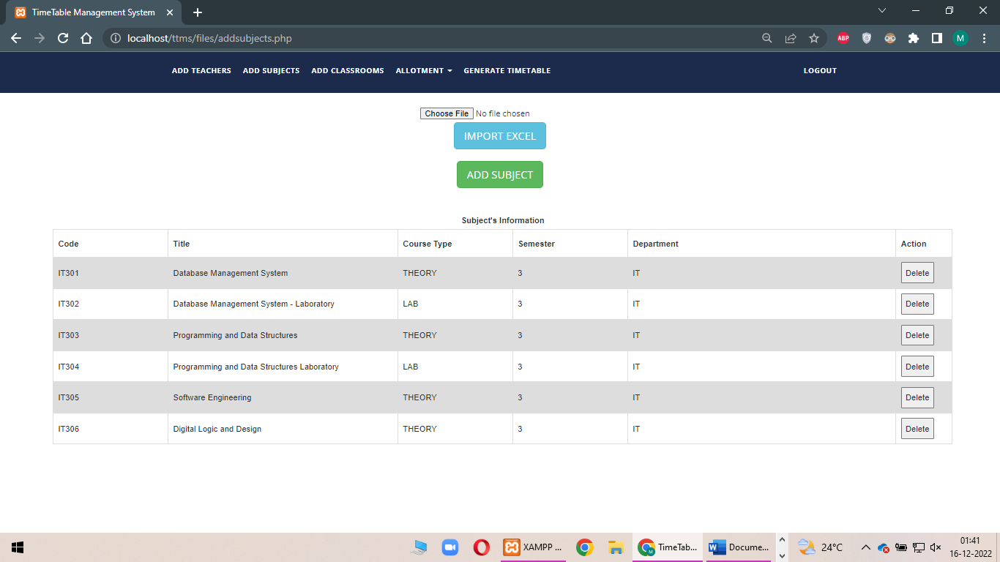 TimeTable Management System
localhost/ttms/files/addsubjects.php
ABP
M
ADD TEACHERS ADD SUBJECTS ADD CLASSROOMS ALLOTMENT GENERATE TIMETABLE LOGOUT
Choose File No file chosen
IMPORT EXCEL
ADD SUBJECT
Subject's Information
Code Title Course Type Semester Department Action
IT301 Database Management System THEORY 3 IT Delete
IT302 Database Management System - Laboratory LAB 3 IT Delete
IT303 Programming and Data Structures THEORY 3 IT Delete
IT304 Programming and Data Structures Laboratory LAB 3 IT Delete
IT305 Software Engineering THEORY 3 IT Delete
IT306 Digital Logic and Design THEORY 3 IT Delete
XAMPP ... TimeTab... Docume... 24°C 01:41
16-12-2022